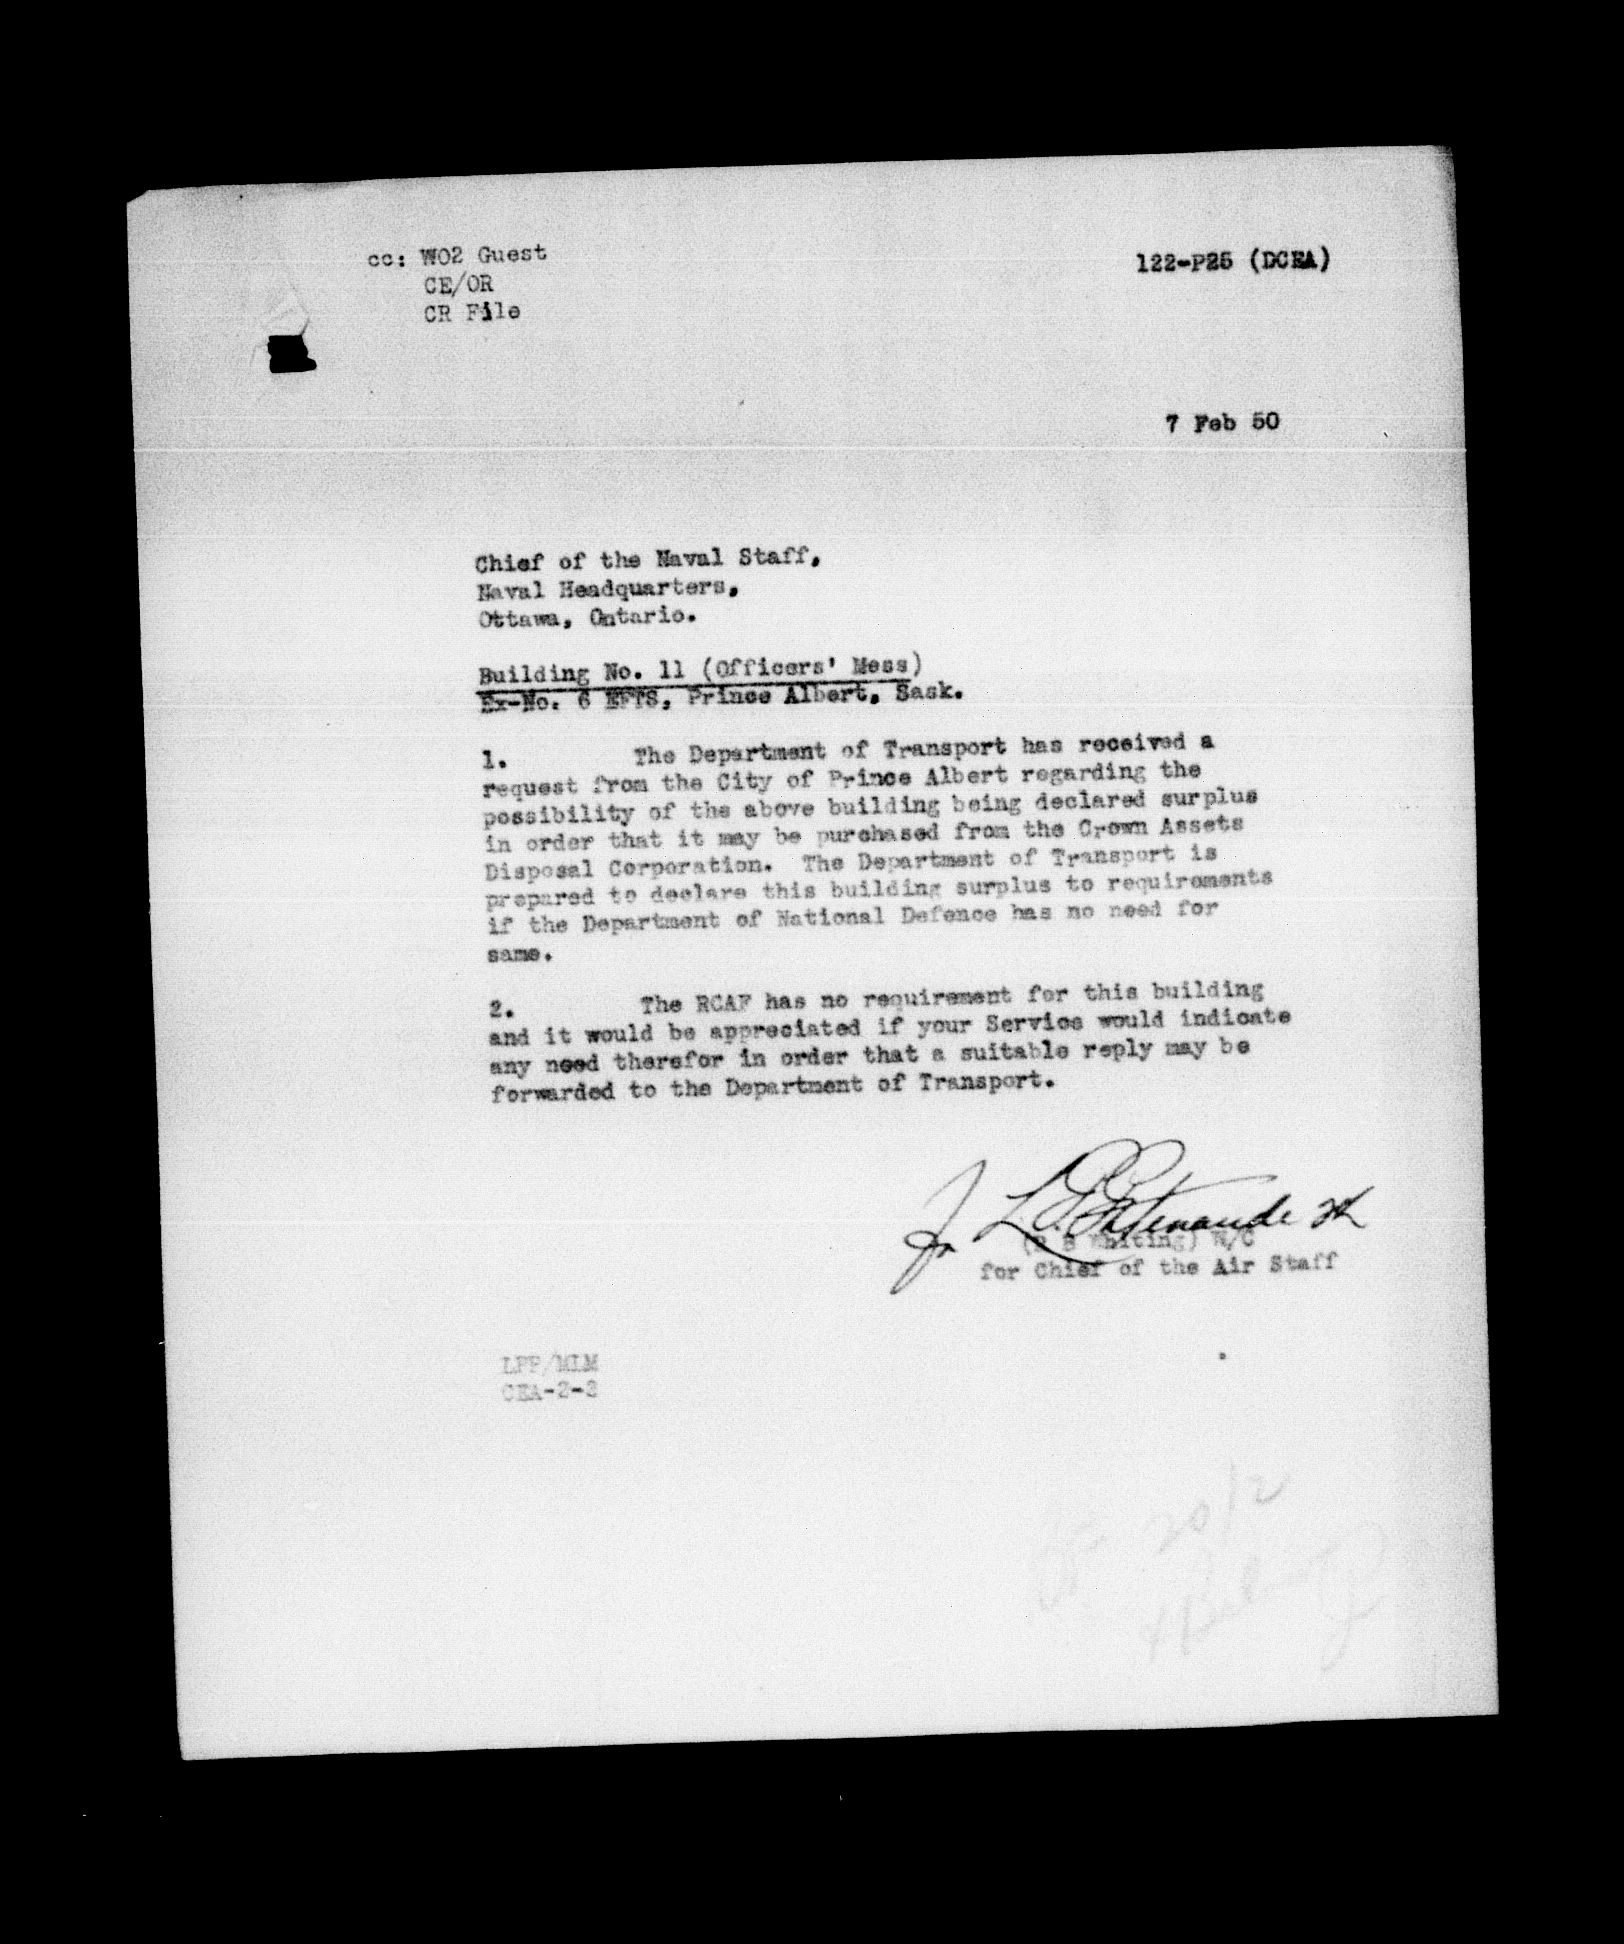 cc: WO2 Guest
CE/OR
CR File
122-P25 (DCEA)
7 Feb 50
Chief of the Naval Staff,
Naval Headquarters,
Ottawa, Ontario.
Building No. 11 (Officers' Mess)
Ex-No. 6 EFTS, Prince Albert, Sask.
1. The Department of Transport has received a
request from the City of Prince Albert regarding the
possibility of the above building being declared surplus
in order that it may be purchased from the Crown Assets
Disposal Corporation. The Department of Transport is
prepared to declare this building surplus to requirements
if the Department of National Defence has no need for
same.
2. The RCAF has no requirement for this building
and it would be appreciated if your Service would indicate
any need therefor in order that a suitable reply may be
forwarded to the Department of Transport.
for L.P. Patenaude
Whiting) W/C
for Chief of the Air Staff
LPP/MLM
CEA-2-3
20/2